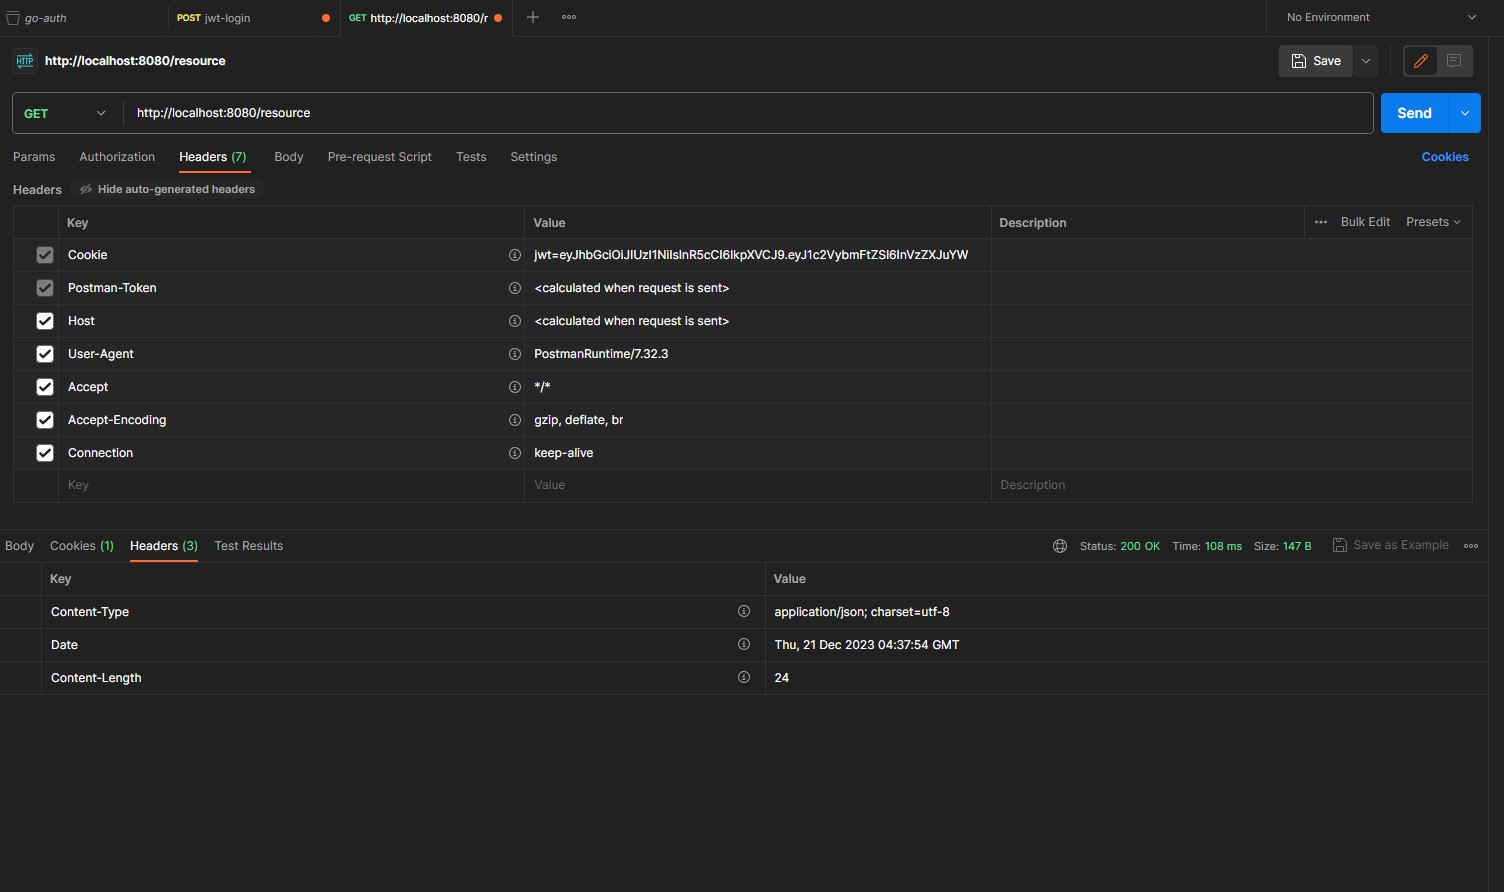 go-auth POST jwt-login GET http://localhost:8080/r No Environment
HTTP http://localhost:8080/resource Save
GET http://localhost:8080/resource Send
Params Authorization Headers (7) Body Pre-request Script Tests Settings Cookies
Headers Hide auto-generated headers
Key Value Description Bulk Edit Presets
Cookie jwt=eyJhbGciOiJIUzI1NiIsInR5cCI6IkpXVCJ9.eyJ1c2VybmFtZSI6InVzZXJuYW
Postman-Token <calculated when request is sent>
Host <calculated when request is sent>
User-Agent PostmanRuntime/7.32.3
Accept */*
Accept-Encoding gzip, deflate, br
Connection keep-alive
Key Value Description
Body Cookies (1) Headers (3) Test Results Status: 200 OK Time: 108 ms Size: 147 B Save as Example
Key Value
Content-Type application/json; charset=utf-8
Date Thu, 21 Dec 2023 04:37:54 GMT
Content-Length 24